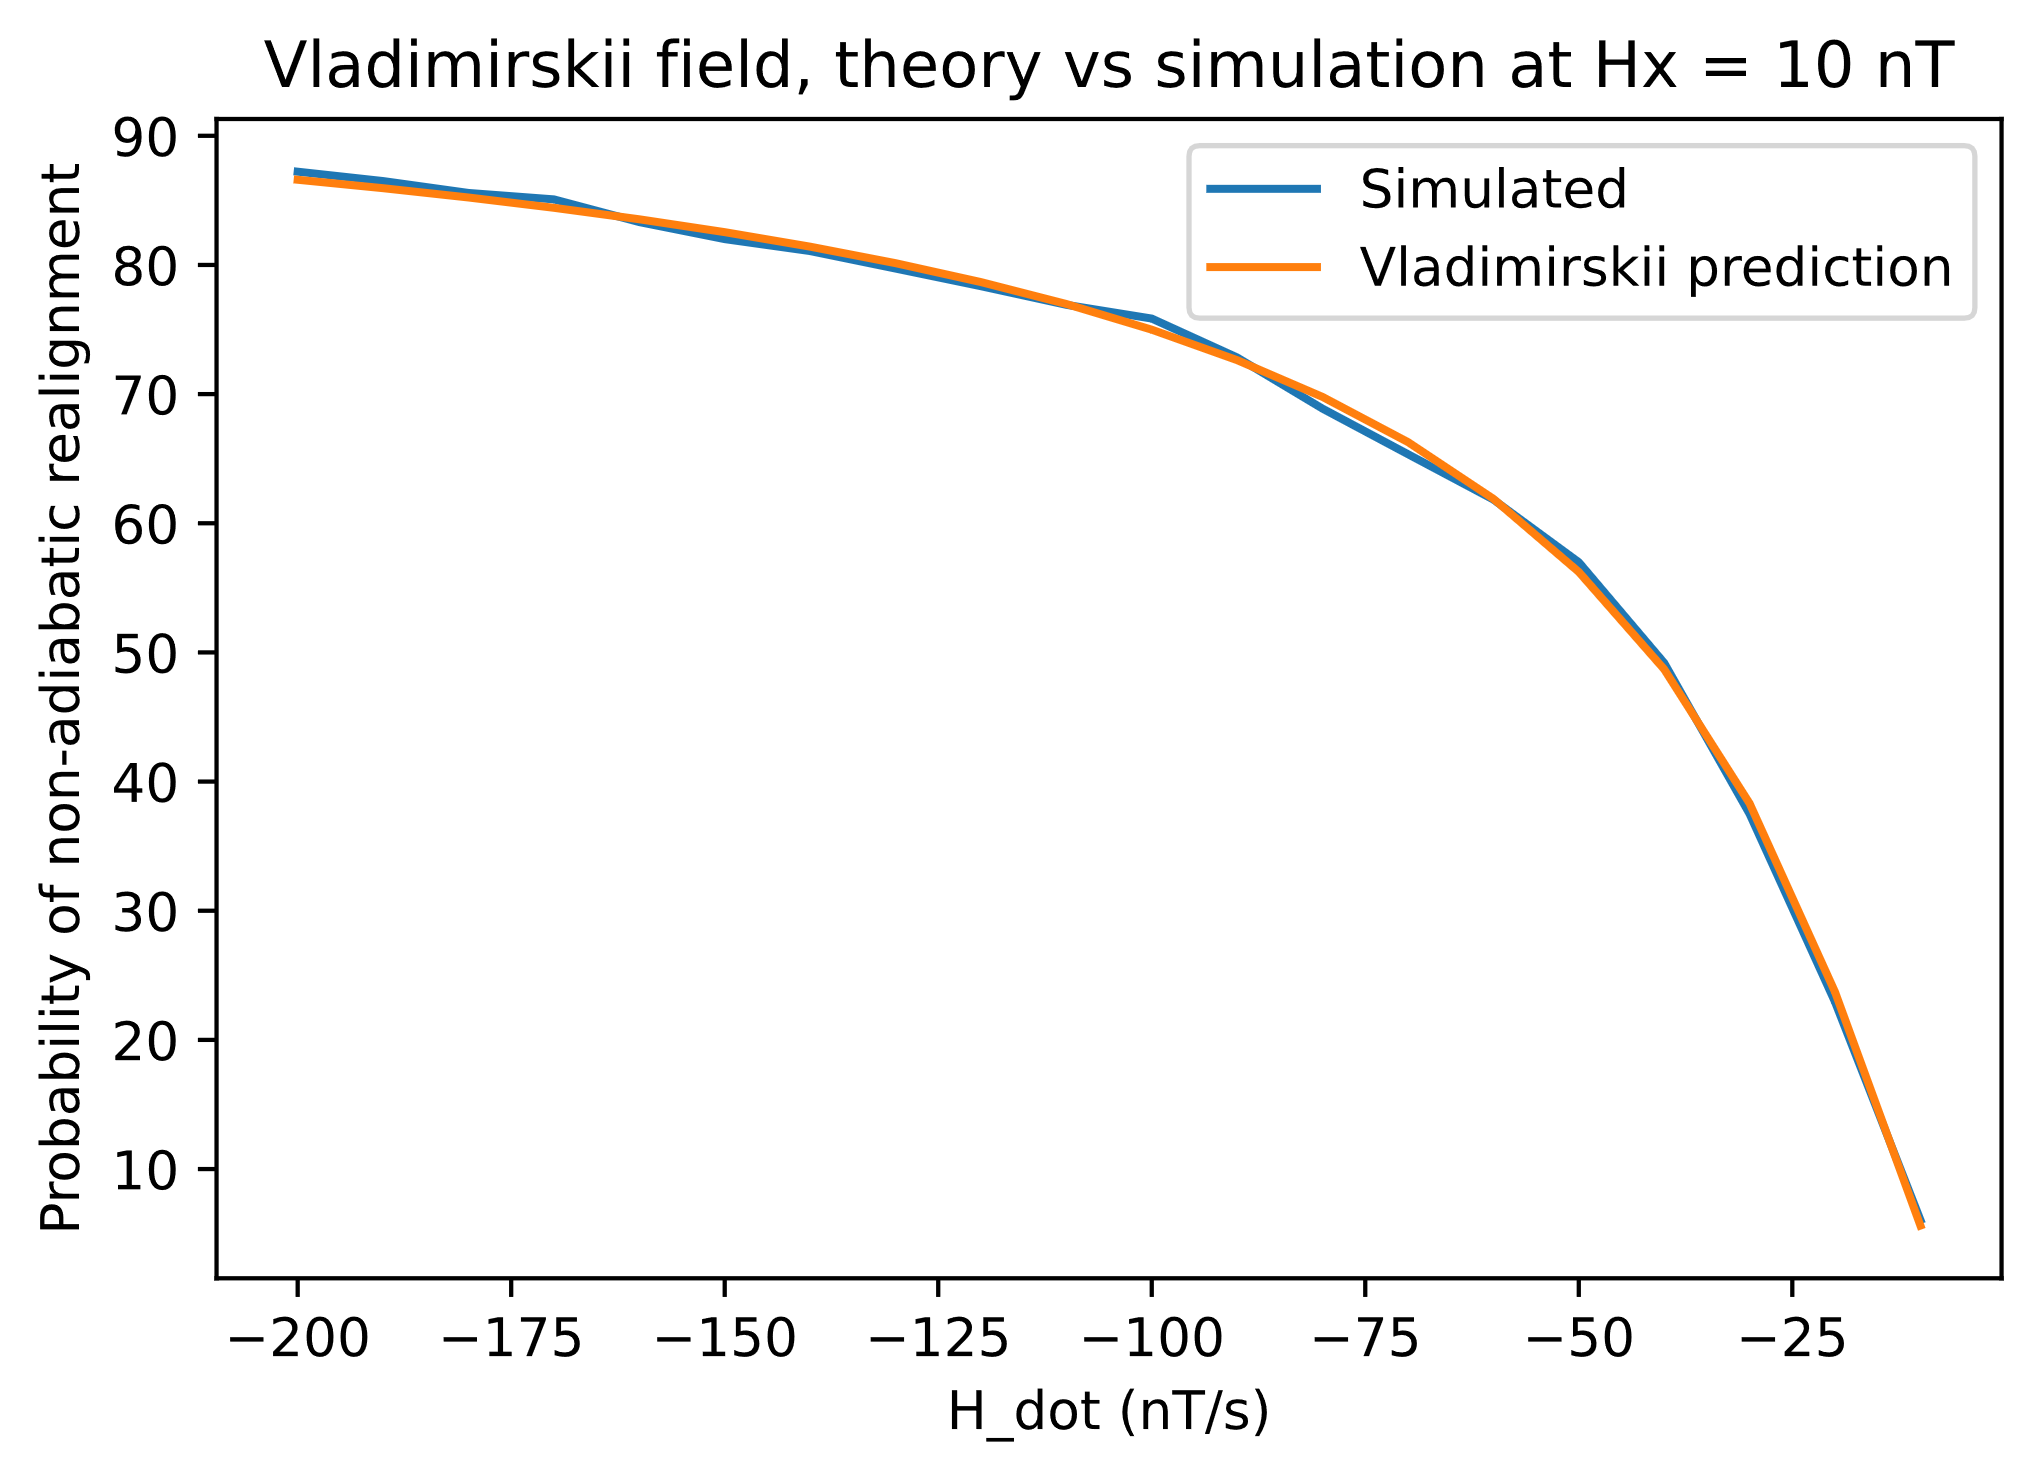 Vladimirskii field, theory vs simulation at Hx = 10 nT
Simulated
Vladimirskii prediction
Probability of non-adiabatic realignment
90
80
70
60
50
40
30
20
10
−200 −175 −150 −125 −100 −75 −50 −25
H_dot (nT/s)